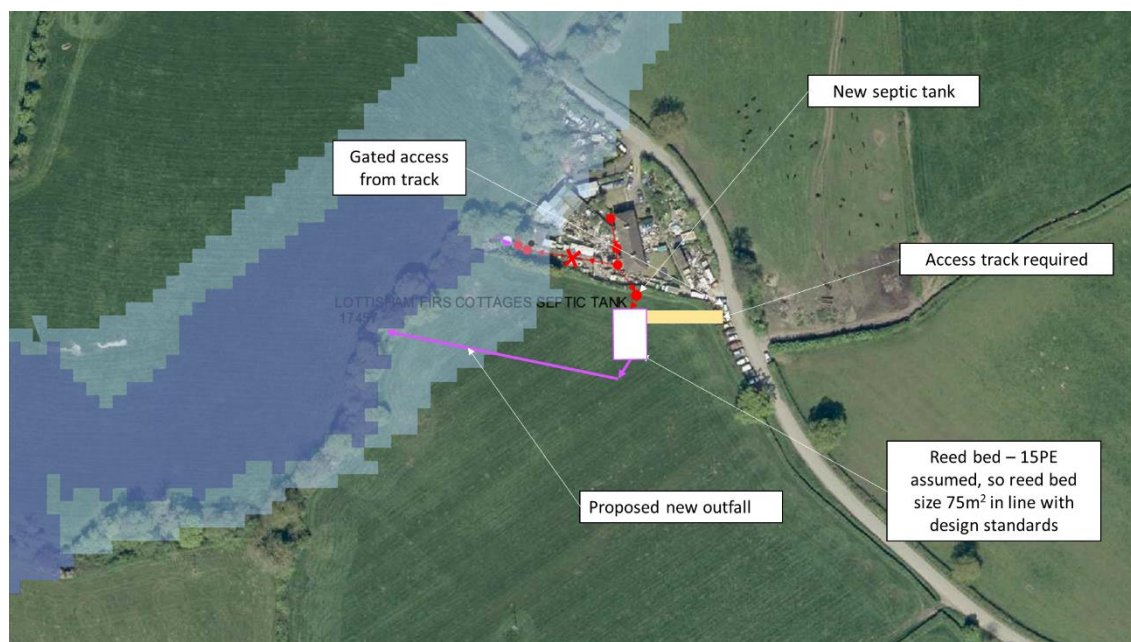 New septic tank
Gated access
from track
Access track required
LOTTISHAM FIRS COTTAGES SEPTIC TANK
17457
Reed bed – 15PE
assumed, so reed bed
size 75m² in line with
design standards
Proposed new outfall